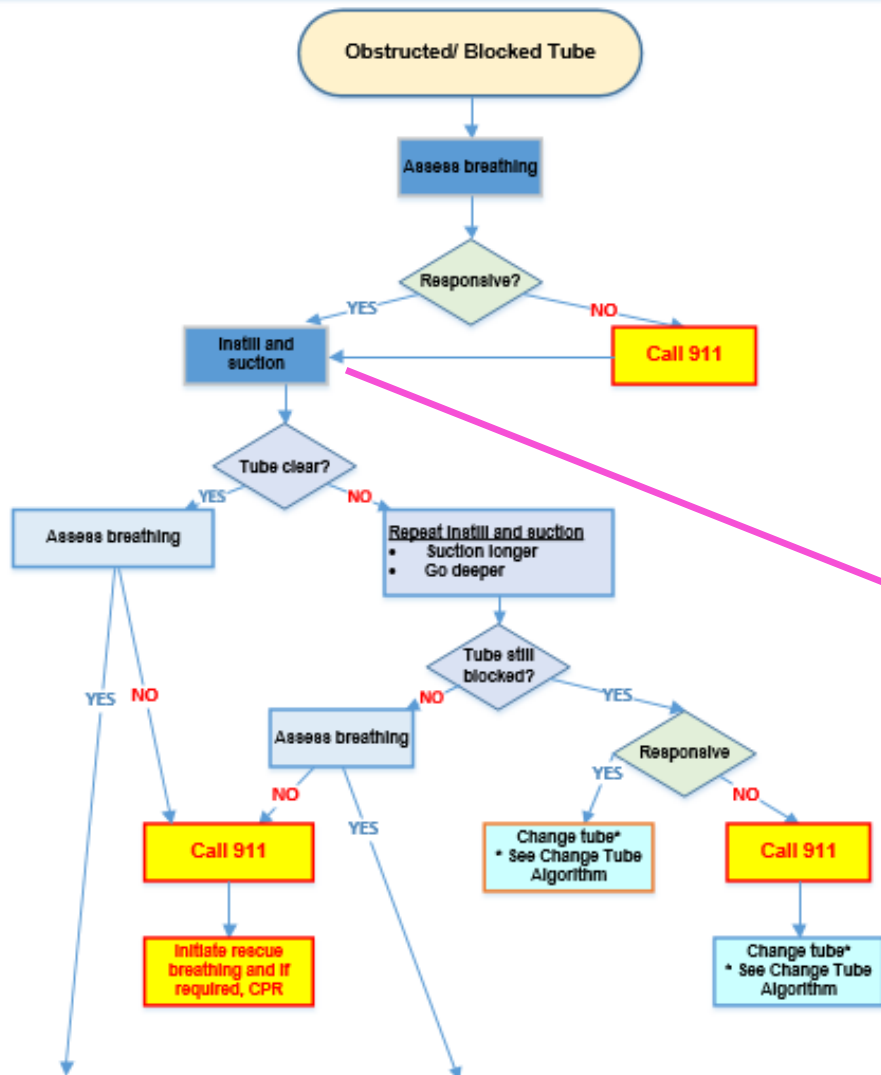 Obstructed/ Blocked Tube
Assess breathing
Responsive?
YES
NO
Instill and
suction
Call 911
Tube clear?
YES
NO
Assess breathing
Repeat instill and suction
• Suction longer
• Go deeper
Tube still
blocked?
YES
NO
NO
YES
Assess breathing
Responsive
YES
NO
NO
YES
Call 911
Change tube*
* See Change Tube
Algorithm
Call 911
Initiate rescue
breathing and if
required, CPR
Change tube*
* See Change Tube
Algorithm